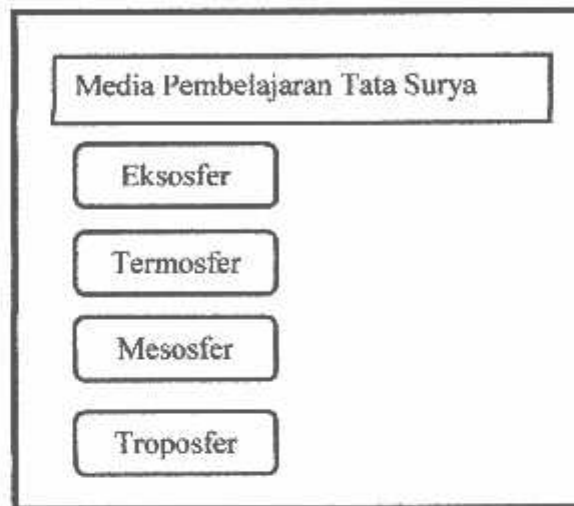 Media Pembelajaran Tata Surya
Eksosfer
Termosfer
Mesosfer
Troposfer